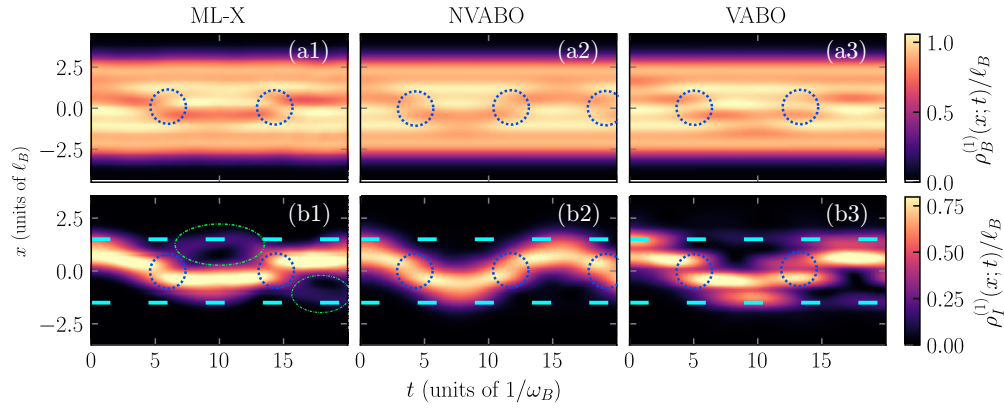 ML-X NVABO VABO
(a1) (a2) (a3)
2.5
0.0
−2.5
1.0
0.5
0.0
ρ_B^{(1)}(x;t)/ℓ_B
x (units of ℓ_B)
(b1) (b2) (b3)
2.5
0.0
−2.5
0.75
0.50
0.25
0.00
ρ_I^{(1)}(x;t)/ℓ_B
0 5 10 15 0 5 10 15 0 5 10 15 20
t (units of 1/ω_B)